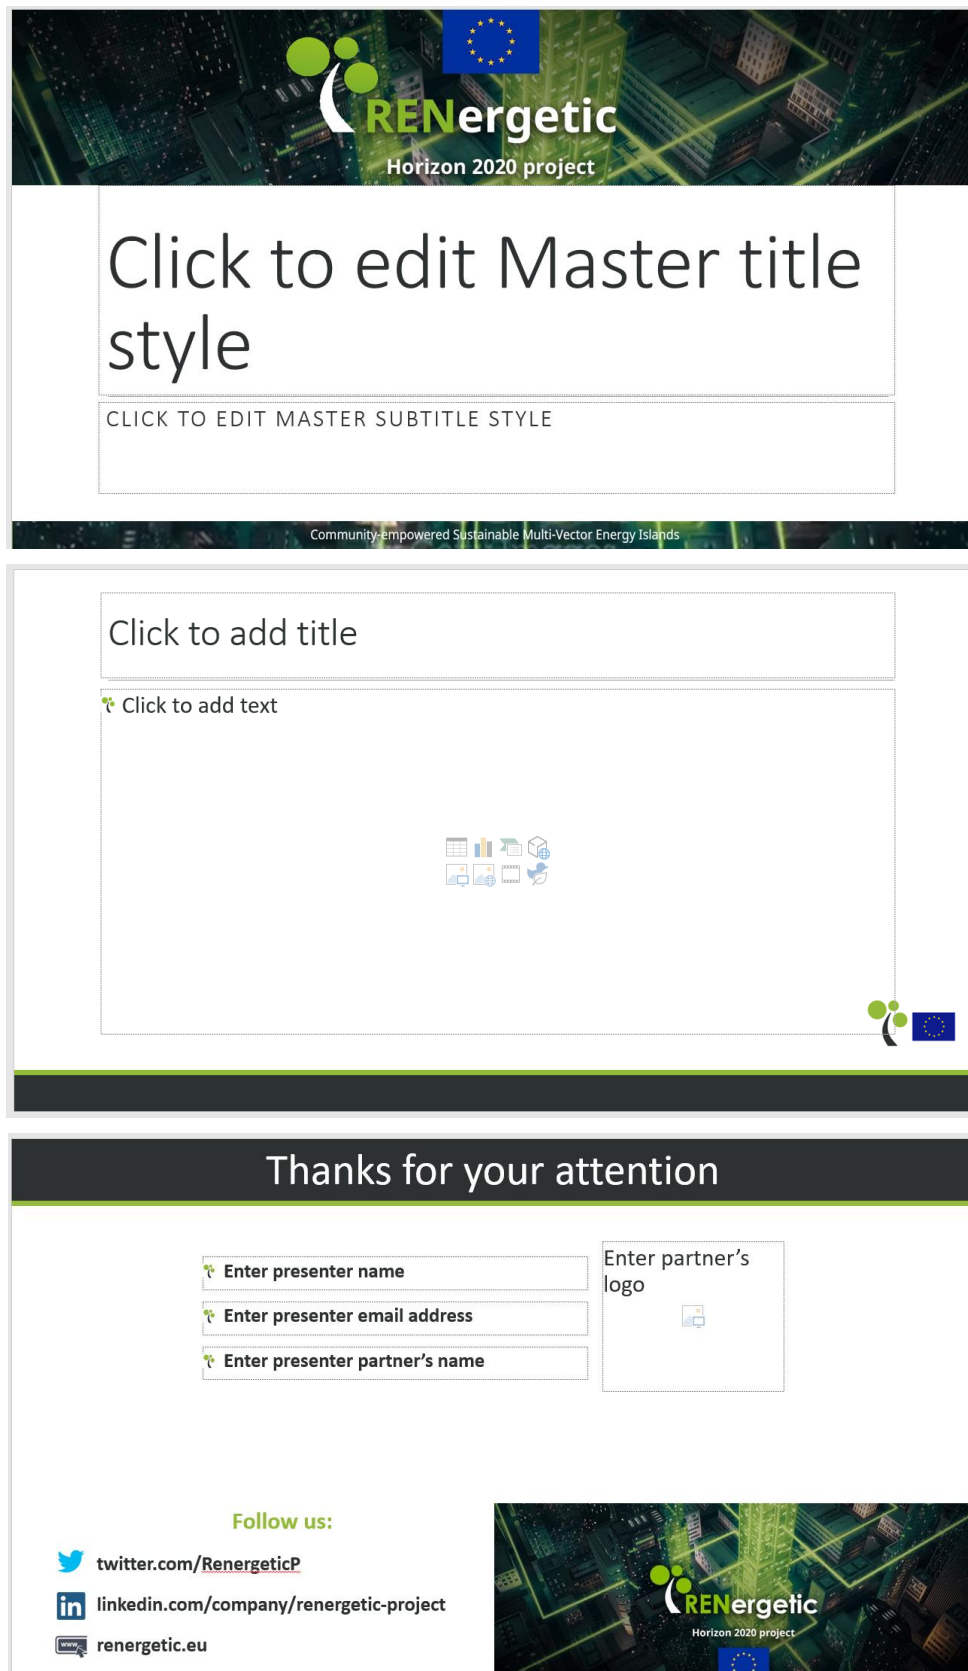 RENergetic
Horizon 2020 project
Click to edit Master title
style
CLICK TO EDIT MASTER SUBTITLE STYLE
Community-empowered Sustainable Multi-Vector Energy Islands
Click to add title
Click to add text
Thanks for your attention
Enter presenter name
Enter presenter email address
Enter presenter partner's name
Enter partner's
logo
Follow us:
twitter.com/RenergeticP
linkedin.com/company/renergetic-project
www
renergetic.eu
RENergetic
Horizon 2020 project